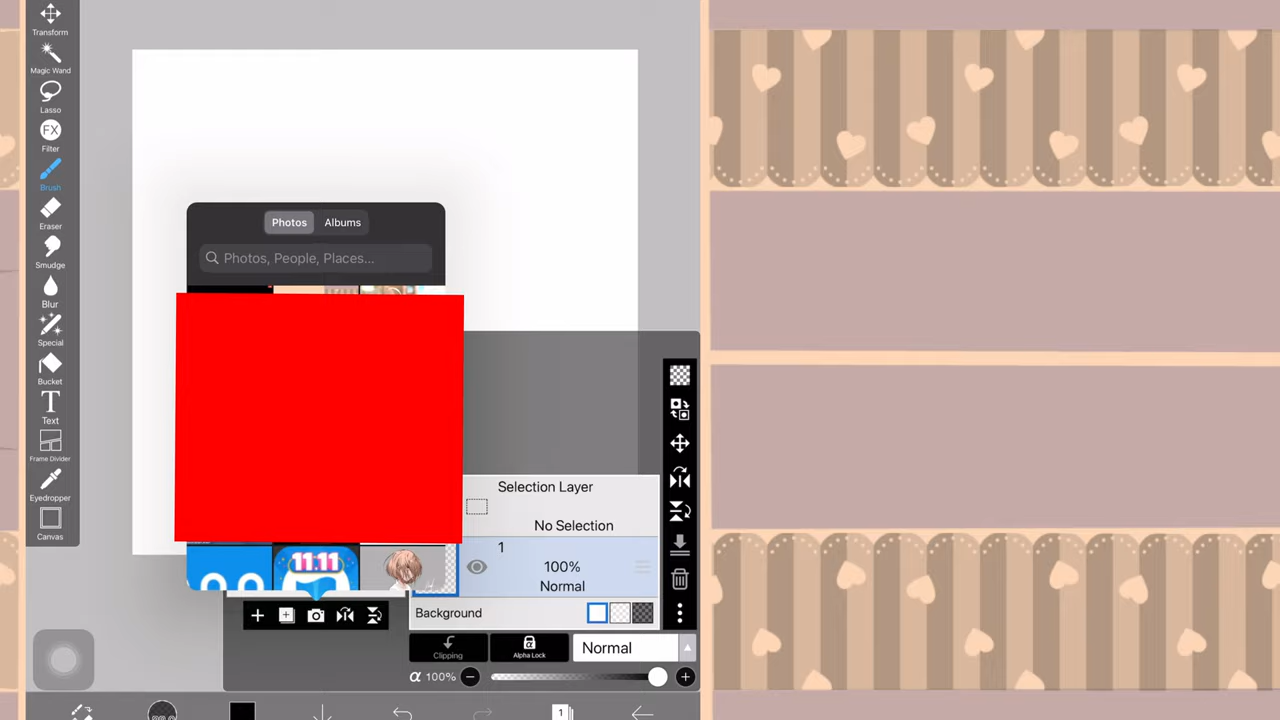 Transform
Magic Wand
Lasso
FX
Filter
Brush
Eraser
Smudge
Blur
Special
Bucket
T
Text
Frame Divider
Eyedropper
Canvas
Photos
Albums
Photos, People, Places...
11.11
Selection Layer
No Selection
1
100%
Normal
Background
Clipping
α
Alpha Lock
Normal
α 100%
1